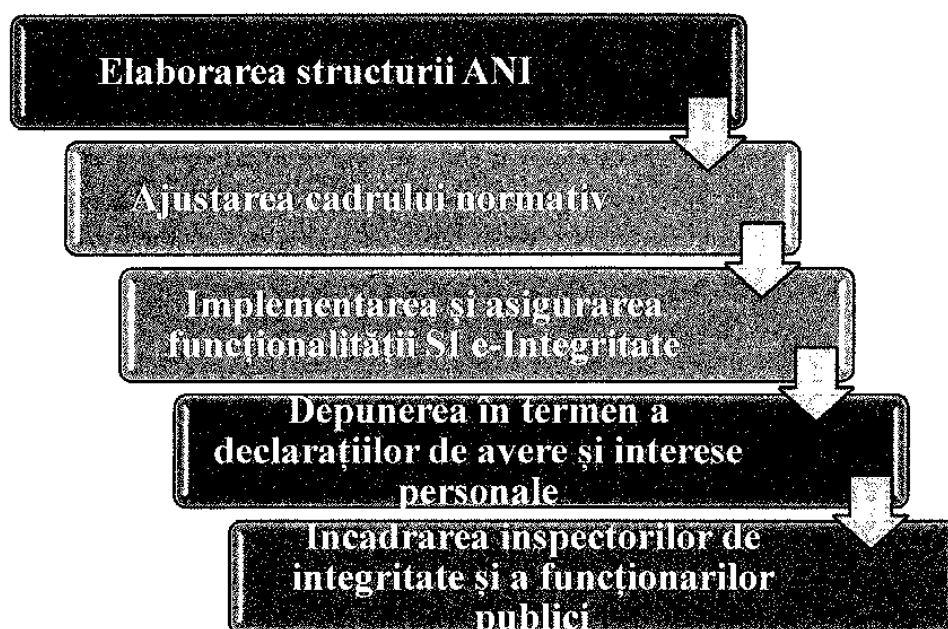 Elaborarea structurii ANI
Ajustarea cadrului normativ
Implementarea și asigurarea
funcționalității SI e-Integritate
Depunerea în termen a
declarațiilor de avere și interese
personale
Incadrarea inspectorilor de
integritate și a funcționarilor
publici